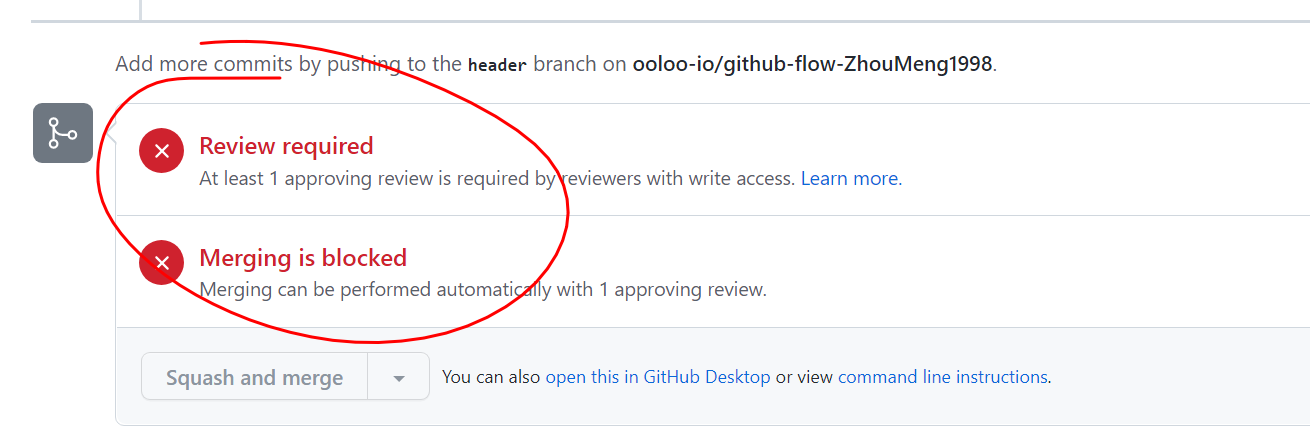 Add more commits by pushing to the header branch on ooloo-io/github-flow-ZhouMeng1998.
Review required
At least 1 approving review is required by reviewers with write access. Learn more.
Merging is blocked
Merging can be performed automatically with 1 approving review.
Squash and merge You can also open this in GitHub Desktop or view command line instructions.